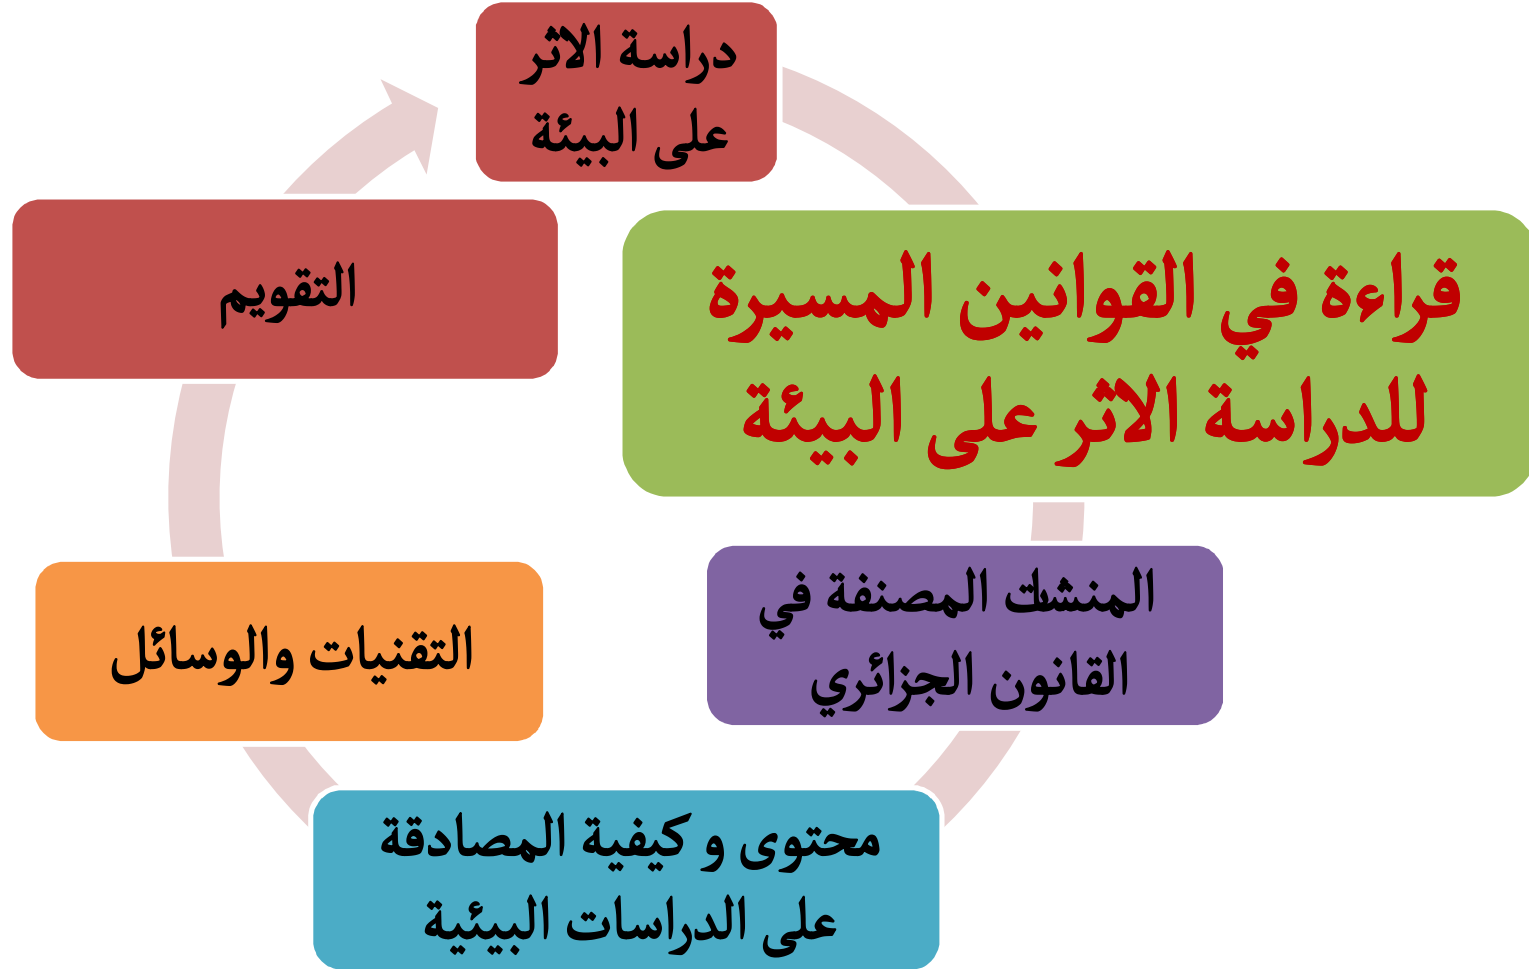 دراسة الاثر
على البيئة
قراءة في القوانين المسيرة
للدراسة الاثر على البيئة
المنشات المصنفة في
القانون الجزائري
محتوى و كيفية المصادقة
على الدراسات البيئية
التقنيات والوسائل
التقويم